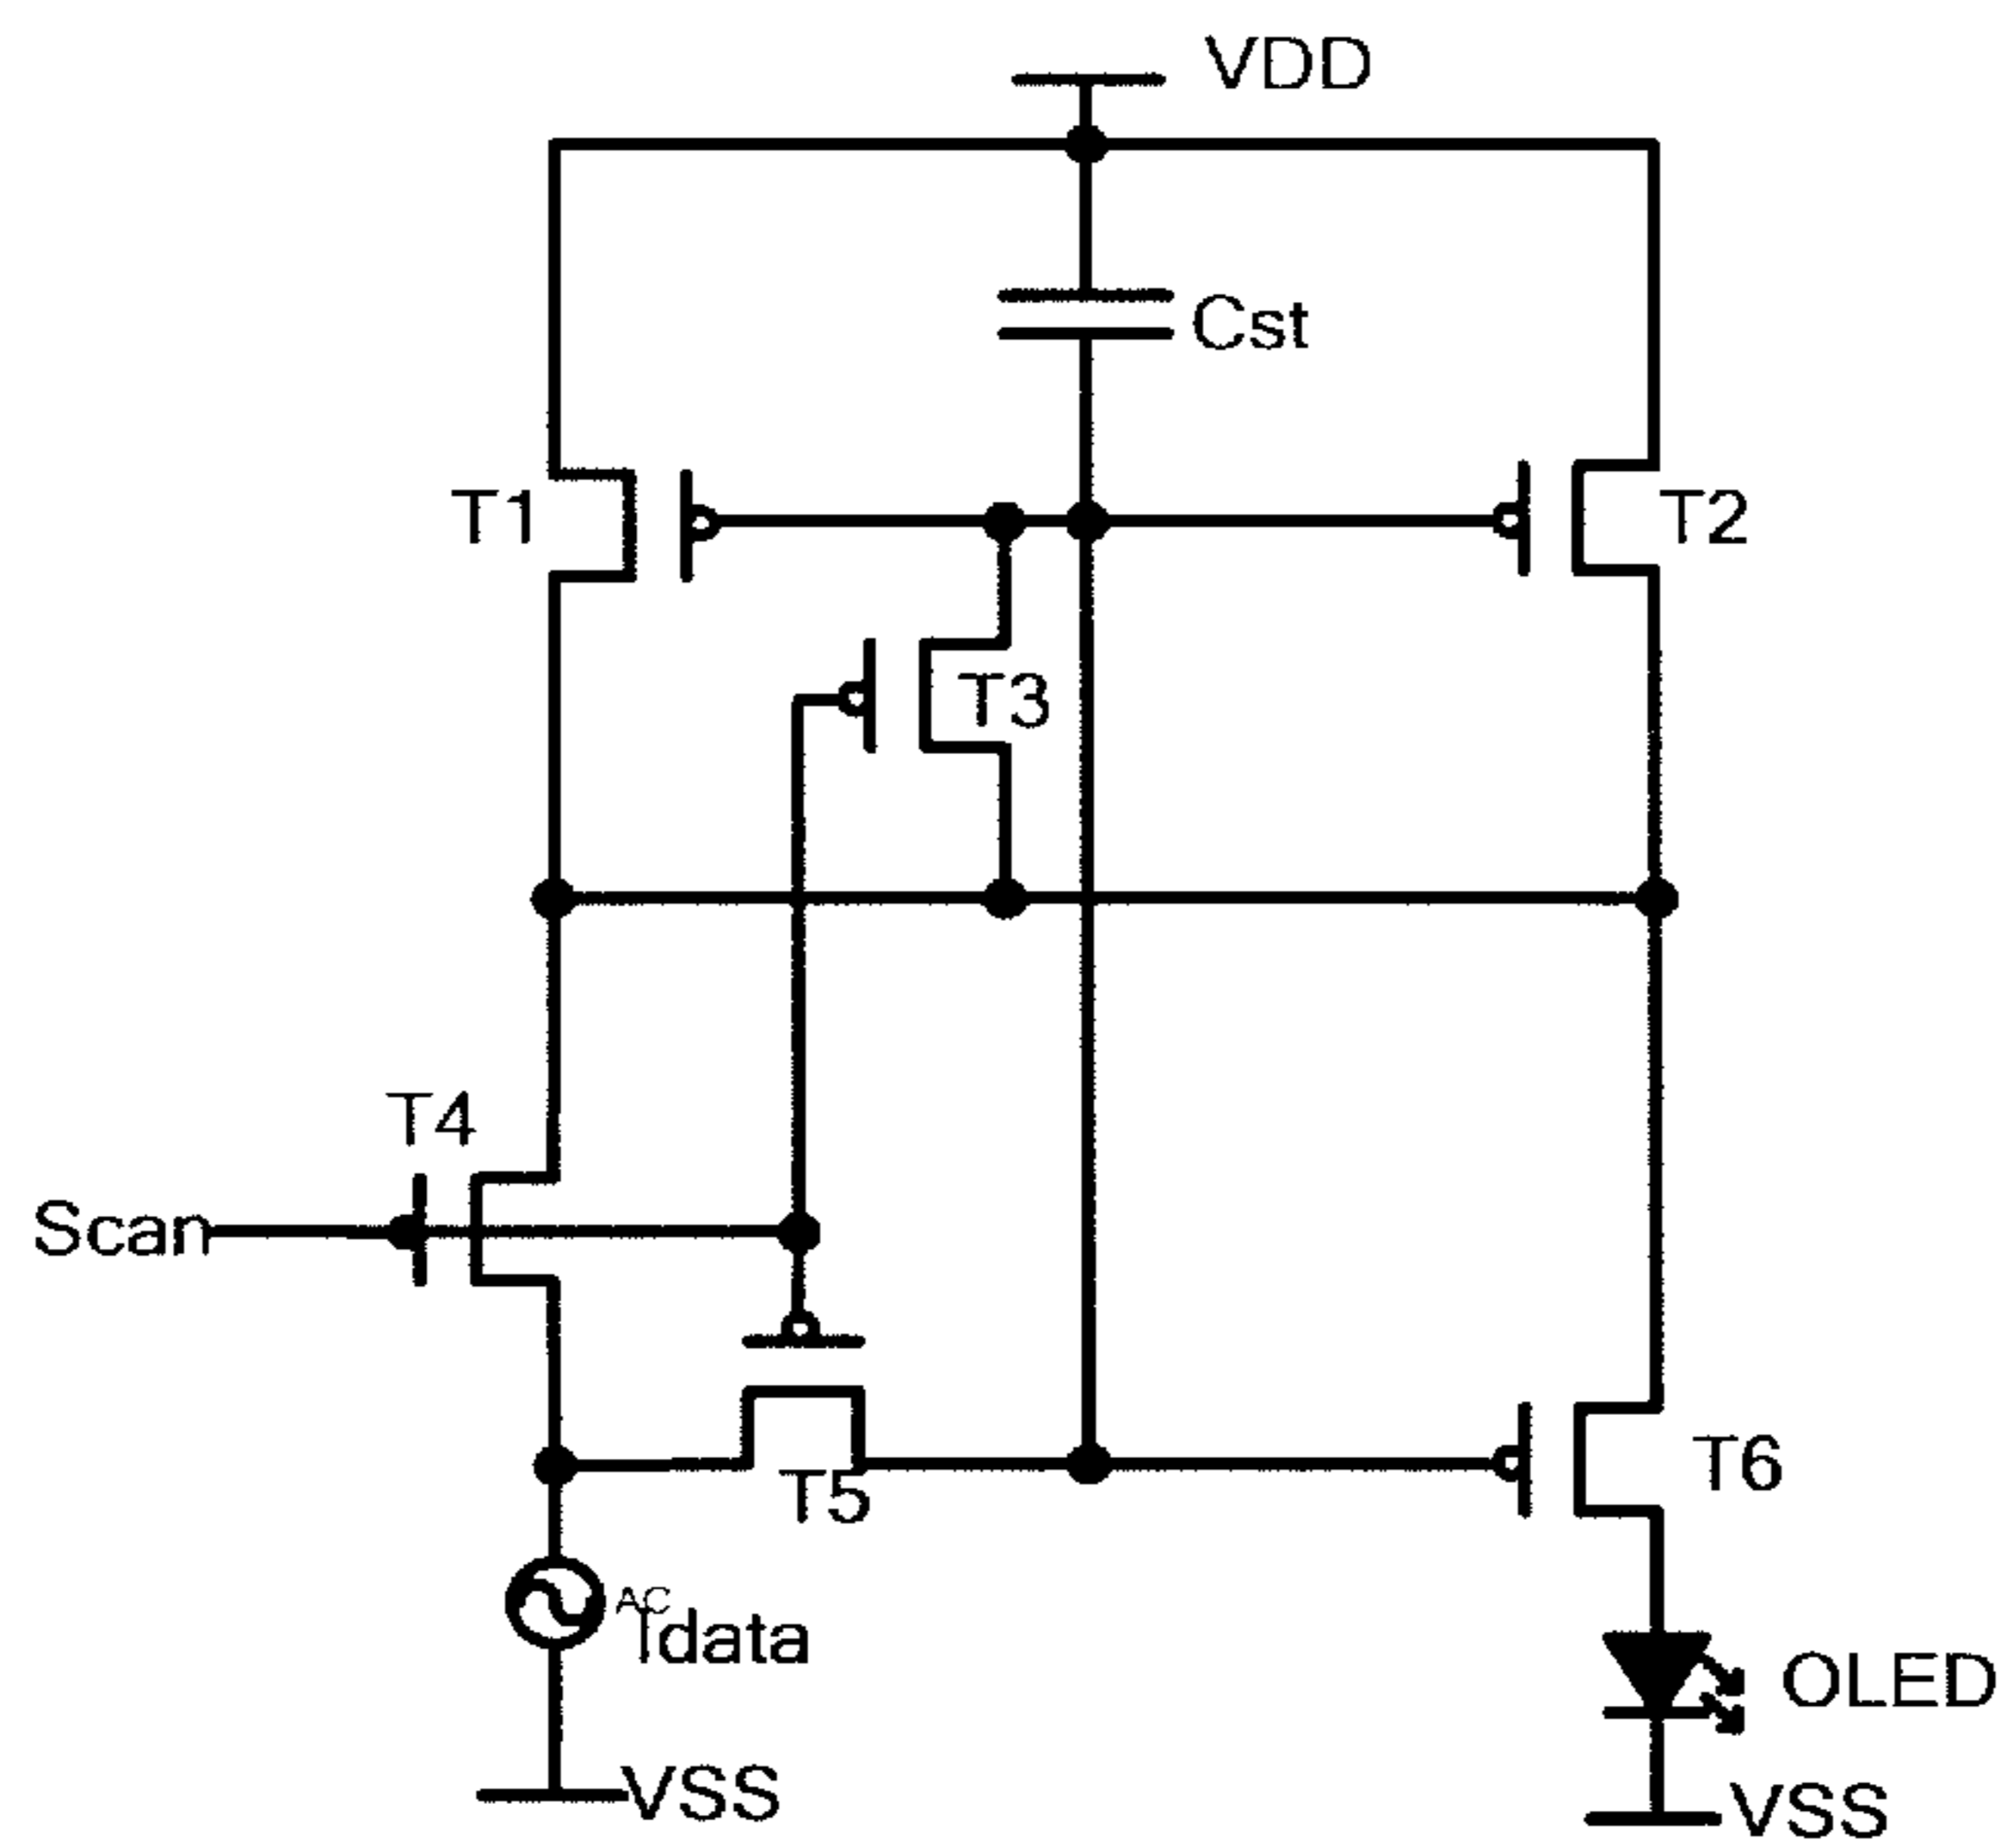 VDD
Cst
T1
T2
T3
T4
Scan
T5
T6
AC
Idata
OLED
VSS
VSS